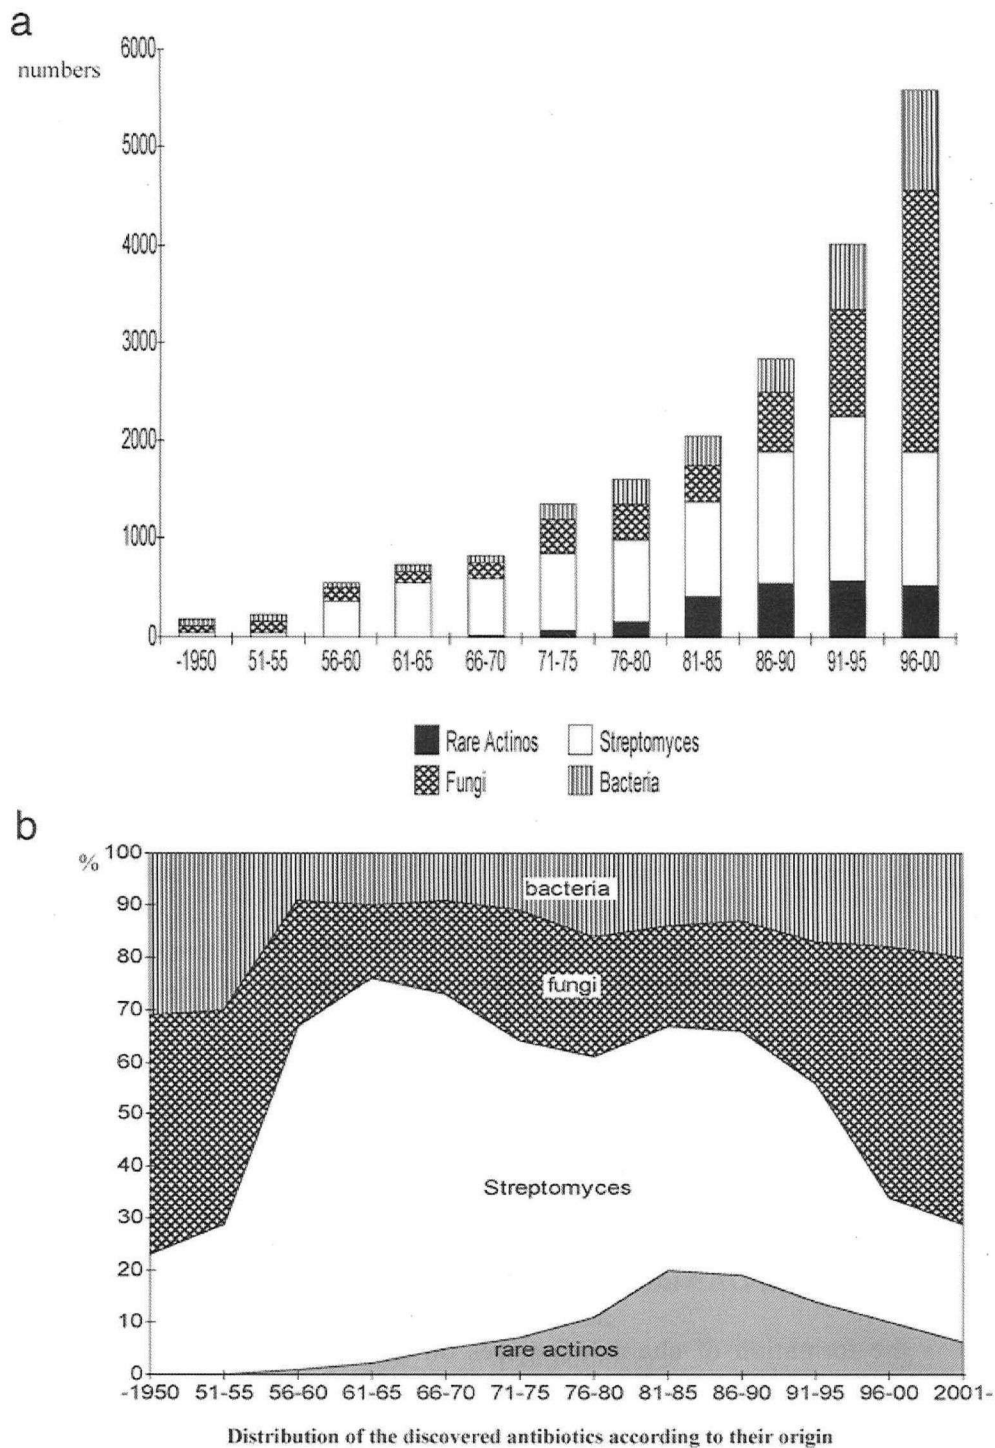 a
numbers
6000
5000
4000
3000
2000
1000
0
-1950 51-55 56-60 61-65 66-70 71-75 76-80 81-85 86-90 91-95 96-00
Rare Actinos Streptomyces
Fungi Bacteria
b
% 100
90
80
70
60
50
40
30
20
10
0
bacteria
fungi
Streptomyces
rare actinos
-1950 51-55 56-60 61-65 66-70 71-75 76-80 81-85 86-90 91-95 96-00 2001-
Distribution of the discovered antibiotics according to their origin